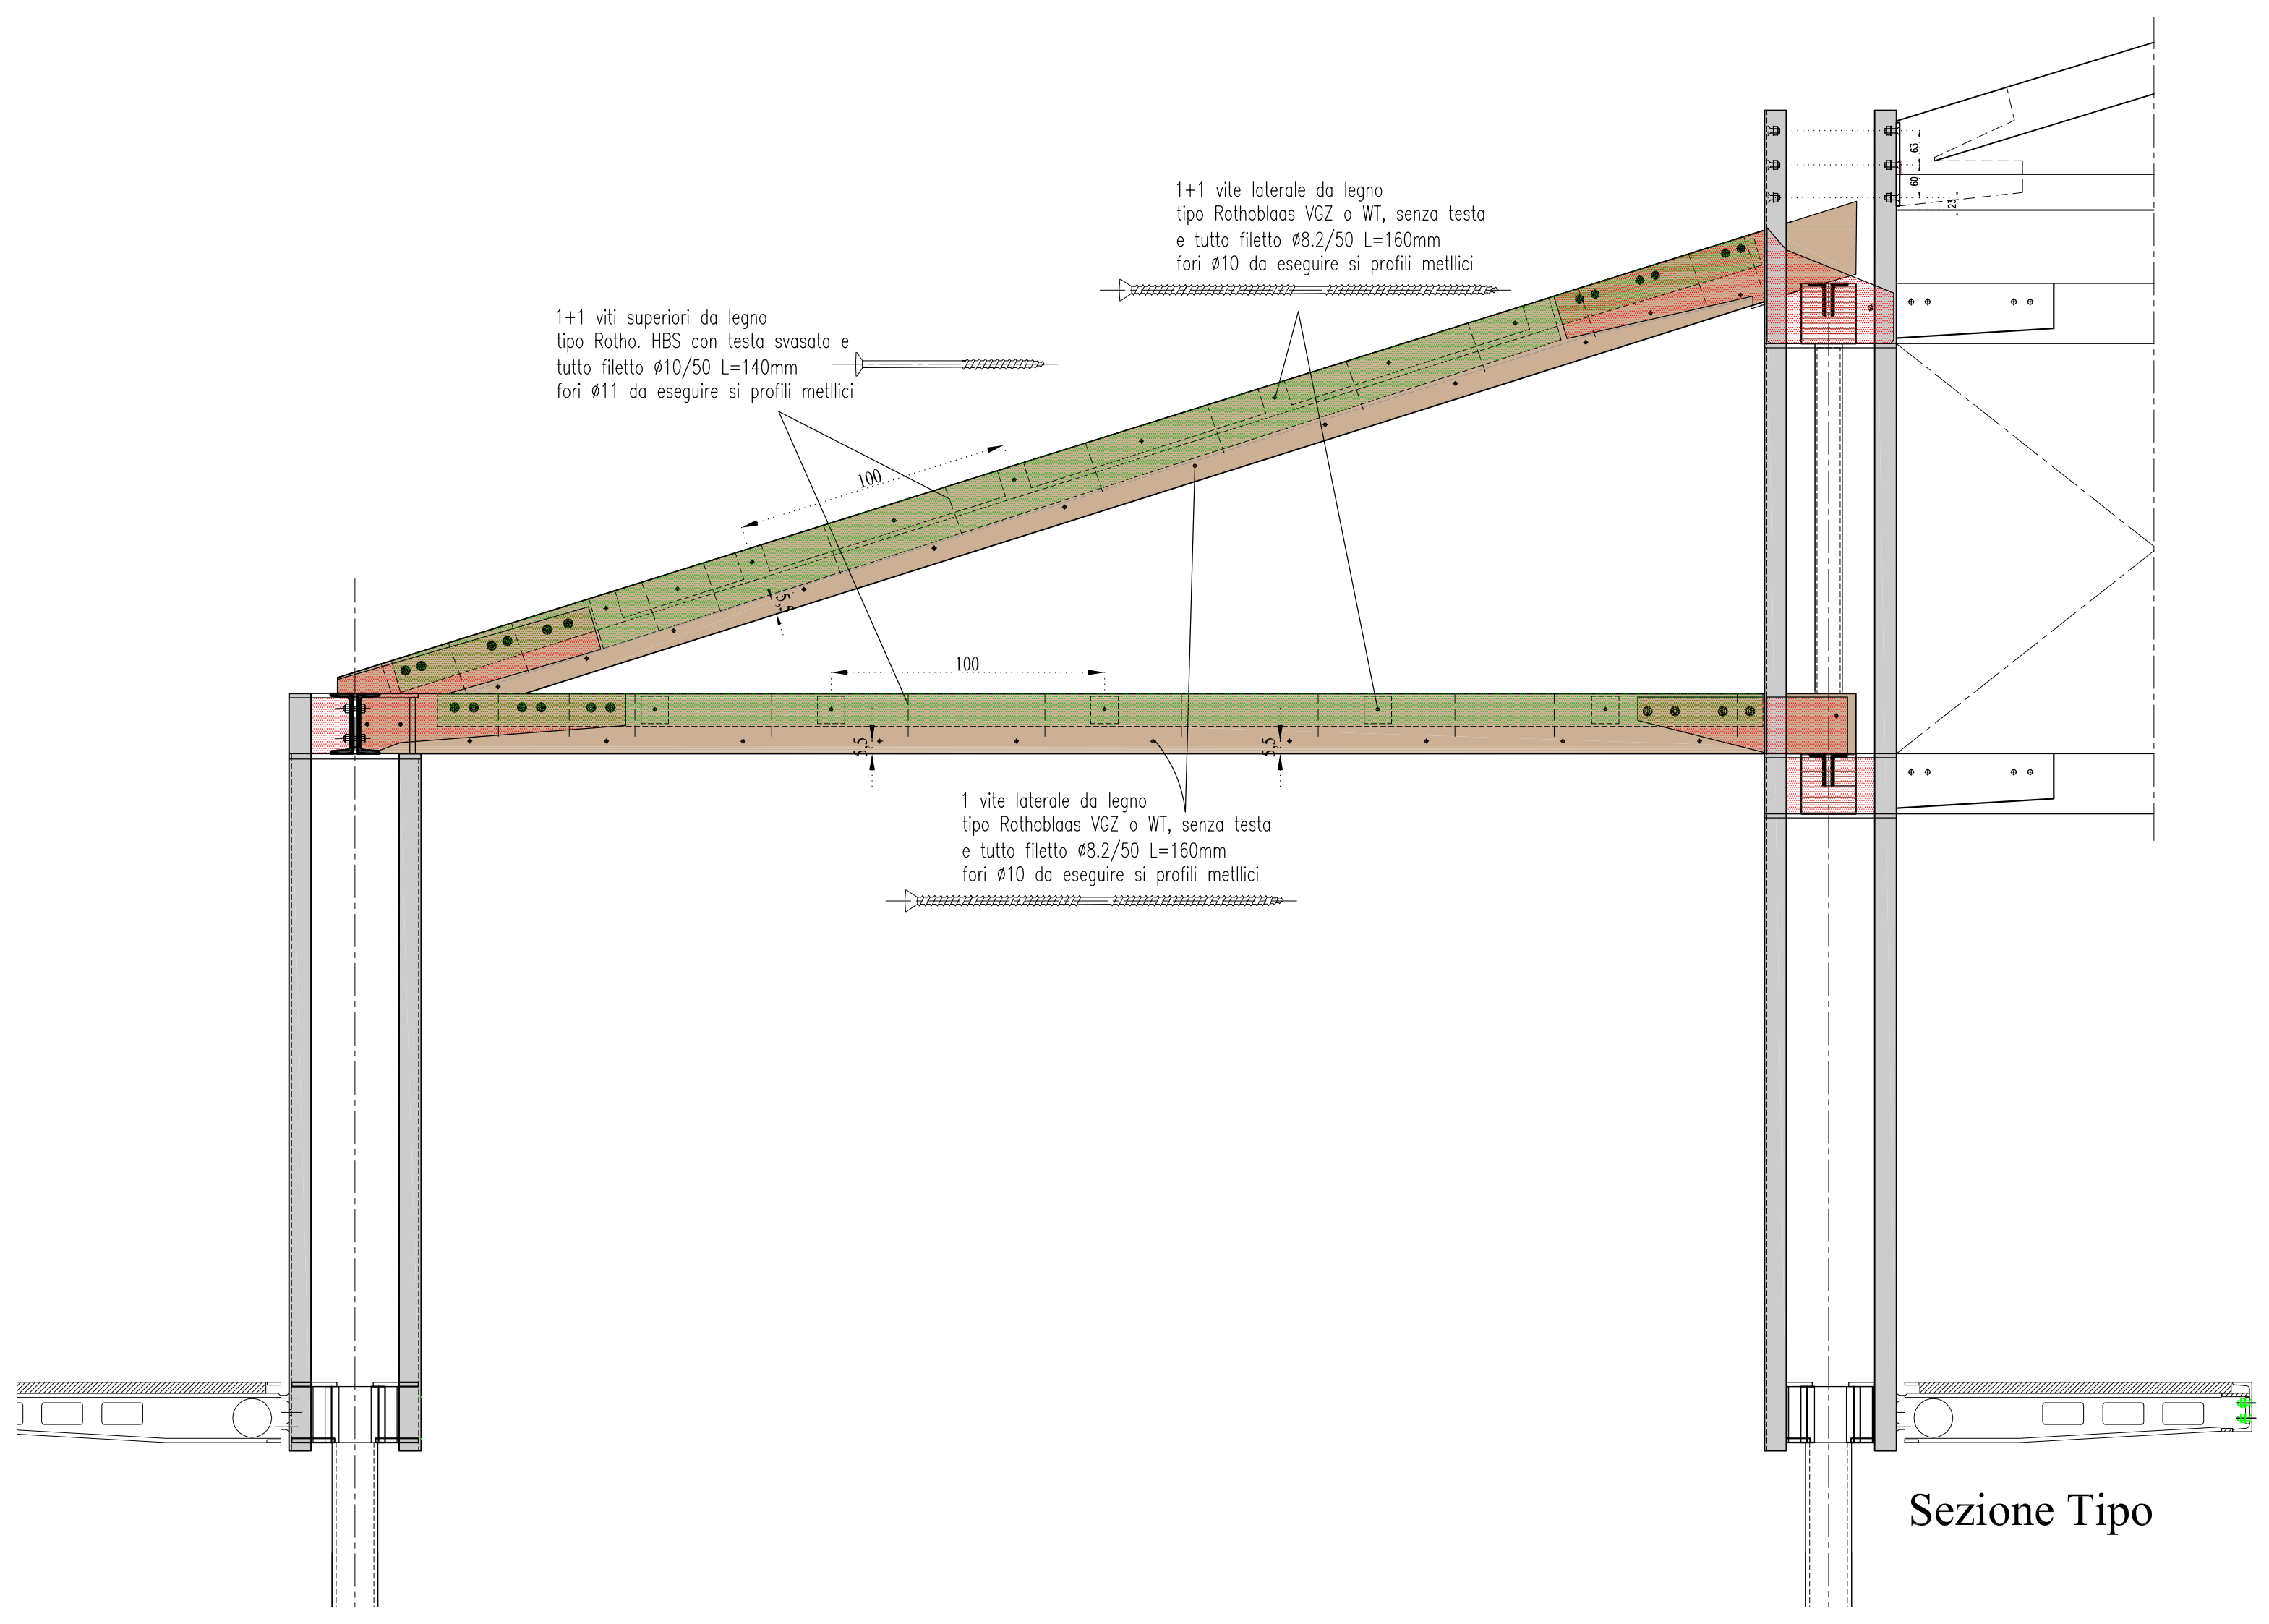 63
60
23
1+1 vite laterale da legno
tipo Rothoblaas VGZ o WT, senza testa
e tutto filetto ø8.2/50 L=160mm
fori ø10 da eseguire si profili metllici
1+1 viti superiori da legno
tipo Rotho. HBS con testa svasata e
tutto filetto ø10/50 L=140mm
fori ø11 da eseguire si profili metllici
100
5,5
100
5,5
5,5
1 vite laterale da legno
tipo Rothoblaas VGZ o WT, senza testa
e tutto filetto ø8.2/50 L=160mm
fori ø10 da eseguire si profili metllici
Sezione Tipo